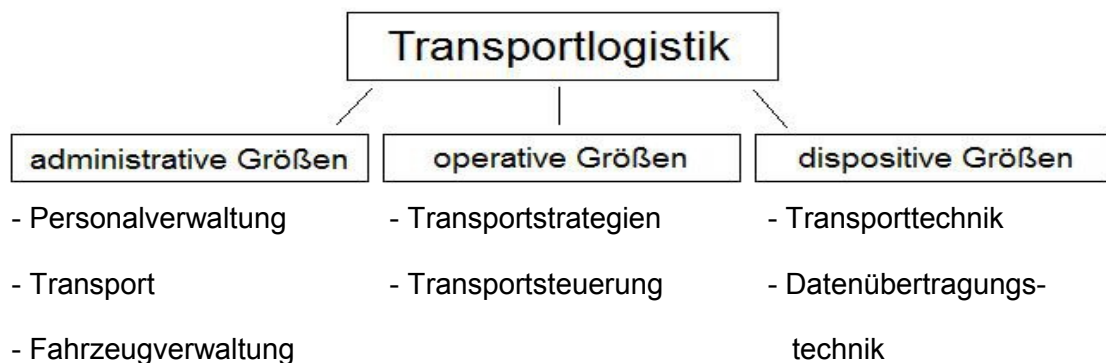 Transportlogistik
administrative Größen
operative Größen
dispositive Größen
- Personalverwaltung
- Transportstrategien
- Transporttechnik
- Transport
- Transportsteuerung
- Datenübertragungs-
- Fahrzeugverwaltung
technik